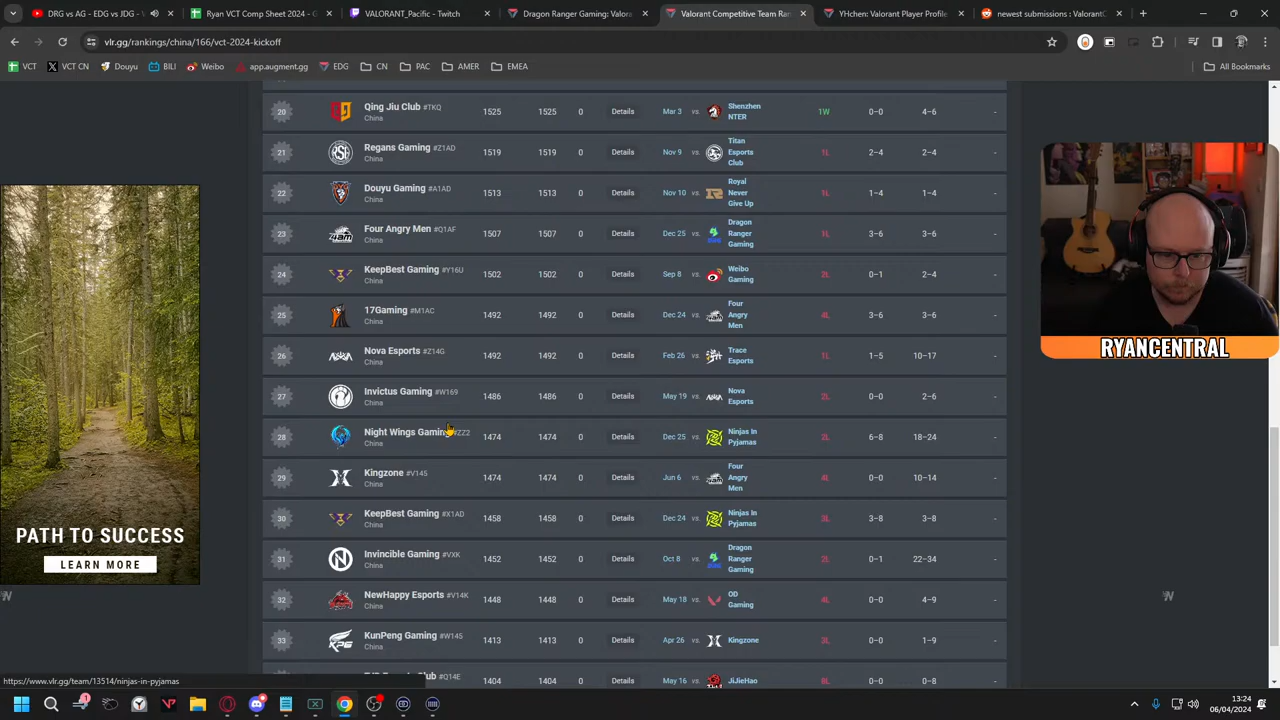 DRG vs AG - EDG vs JDG - W
Ryan VCT Comp Sheet 2024 - G
VALORANT_Pacific - Twitch
Dragon Ranger Gaming: Valora
Valorant Competitive Team Ran
YHchen: Valorant Player Profile
newest submissions : ValorantC
vlr.gg/rankings/china/166/vct-2024-kickoff
VCT
VCT CN
Douyu
BILI
Weibo
app.augment.gg
EDG
CN
PAC
AMER
EMEA
All Bookmarks
20 Qing Jiu Club #TKQ China 1525 1525 0 Details Mar 3 vs. Shenzhen NTER 1W 0–0 4–6 -
21 Regans Gaming #Z1AD China 1519 1519 0 Details Nov 9 vs. Titan Esports Club 1L 2–4 2–4 -
22 Douyu Gaming #A1AD China 1513 1513 0 Details Nov 10 vs. Royal Never Give Up 1L 1–4 1–4 -
23 Four Angry Men #Q1AF China 1507 1507 0 Details Dec 25 vs. Dragon Ranger Gaming 1L 3–6 3–6 -
24 KeepBest Gaming #Y16U China 1502 1502 0 Details Sep 8 vs. Weibo Gaming 2L 0–1 2–4 -
25 17Gaming #M1AC China 1492 1492 0 Details Dec 24 vs. Four Angry Men 4L 3–6 3–6 -
26 Nova Esports #Z14G China 1492 1492 0 Details Feb 26 vs. Trace Esports 1L 1–5 10–17 -
27 Invictus Gaming #W169 China 1486 1486 0 Details May 19 vs. Nova Esports 2L 0–0 2–6 -
28 Night Wings Gaming China 1474 1474 0 Details Dec 25 vs. Ninjas In Pyjamas 2L 6–8 18–24 -
29 Kingzone #V145 China 1474 1474 0 Details Jun 6 vs. Four Angry Men 4L 0–0 10–14 -
30 KeepBest Gaming #X1AD China 1458 1458 0 Details Dec 24 vs. Ninjas In Pyjamas 3L 3–8 3–8 -
31 Invincible Gaming #VXK China 1452 1452 0 Details Oct 8 vs. Dragon Ranger Gaming 2L 0–1 22–34 -
32 NewHappy Esports #V14K China 1448 1448 0 Details May 18 vs. OD Gaming 4L 0–0 4–9 -
33 KunPeng Gaming #W145 China 1413 1413 0 Details Apr 26 vs. Kingzone 3L 0–0 1–9 -
#Q14E 1404 1404 0 Details May 16 vs. JiJieHao 8L 0–0 0–8 -
PATH TO SUCCESS
LEARN MORE
RYANCENTRAL
https://www.vlr.gg/team/13514/ninjas-in-pyjamas
13:24
06/04/2024